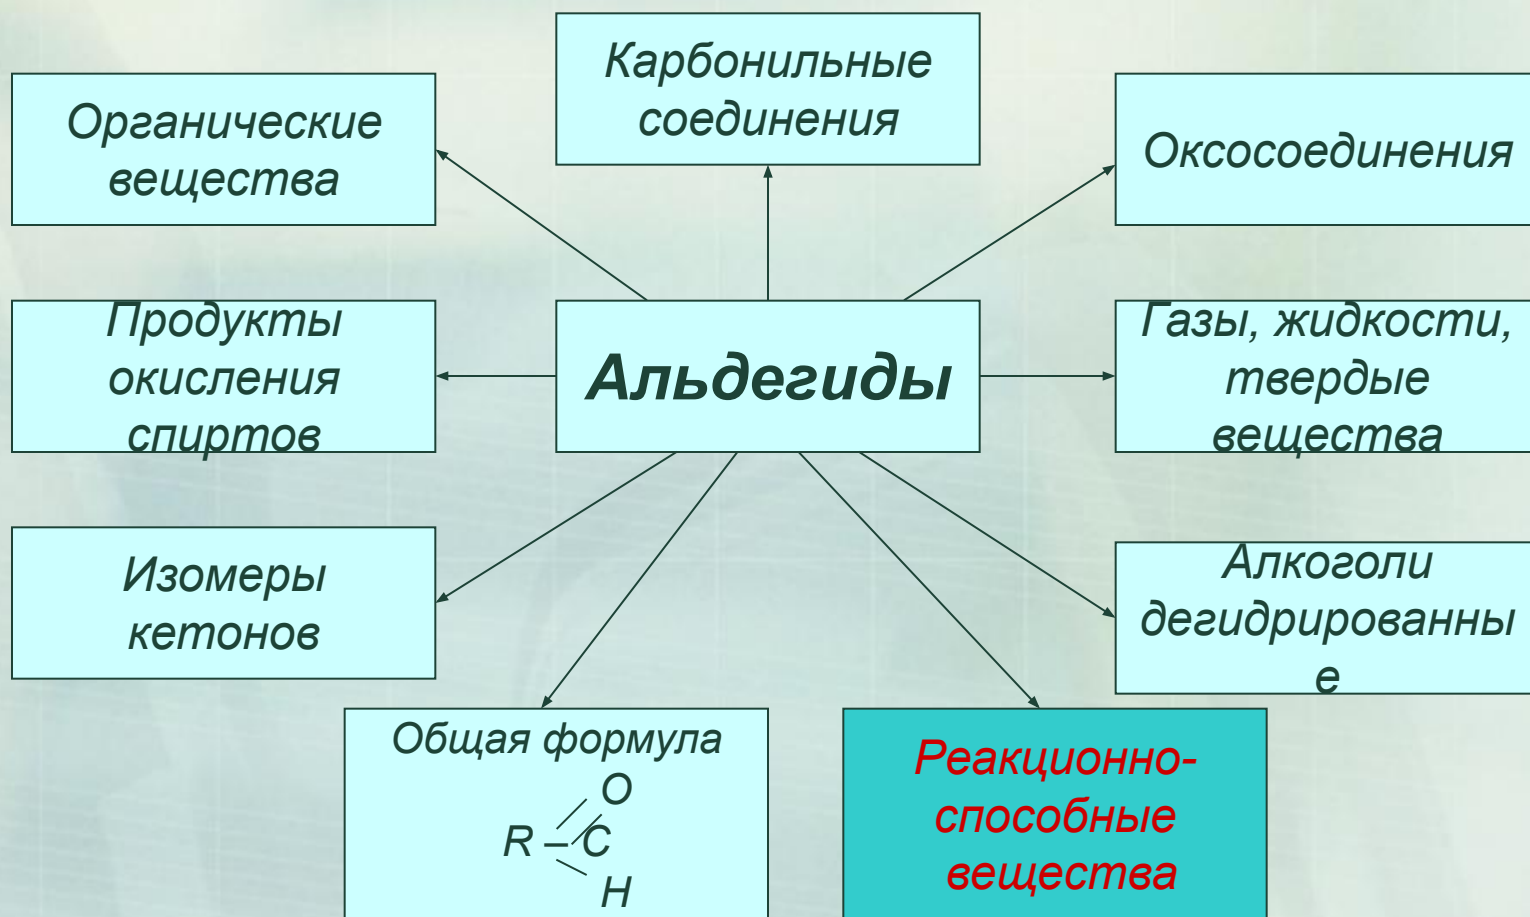 Карбонильные
соединения
Органические
вещества
Оксосоединения
Продукты
окисления
спиртов
Альдегиды
Газы, жидкости,
твердые
вещества
Изомеры
кетонов
Алкоголи
дегидрированны
е
Общая формула
O
R – C
H
Реакционно-
способные
вещества